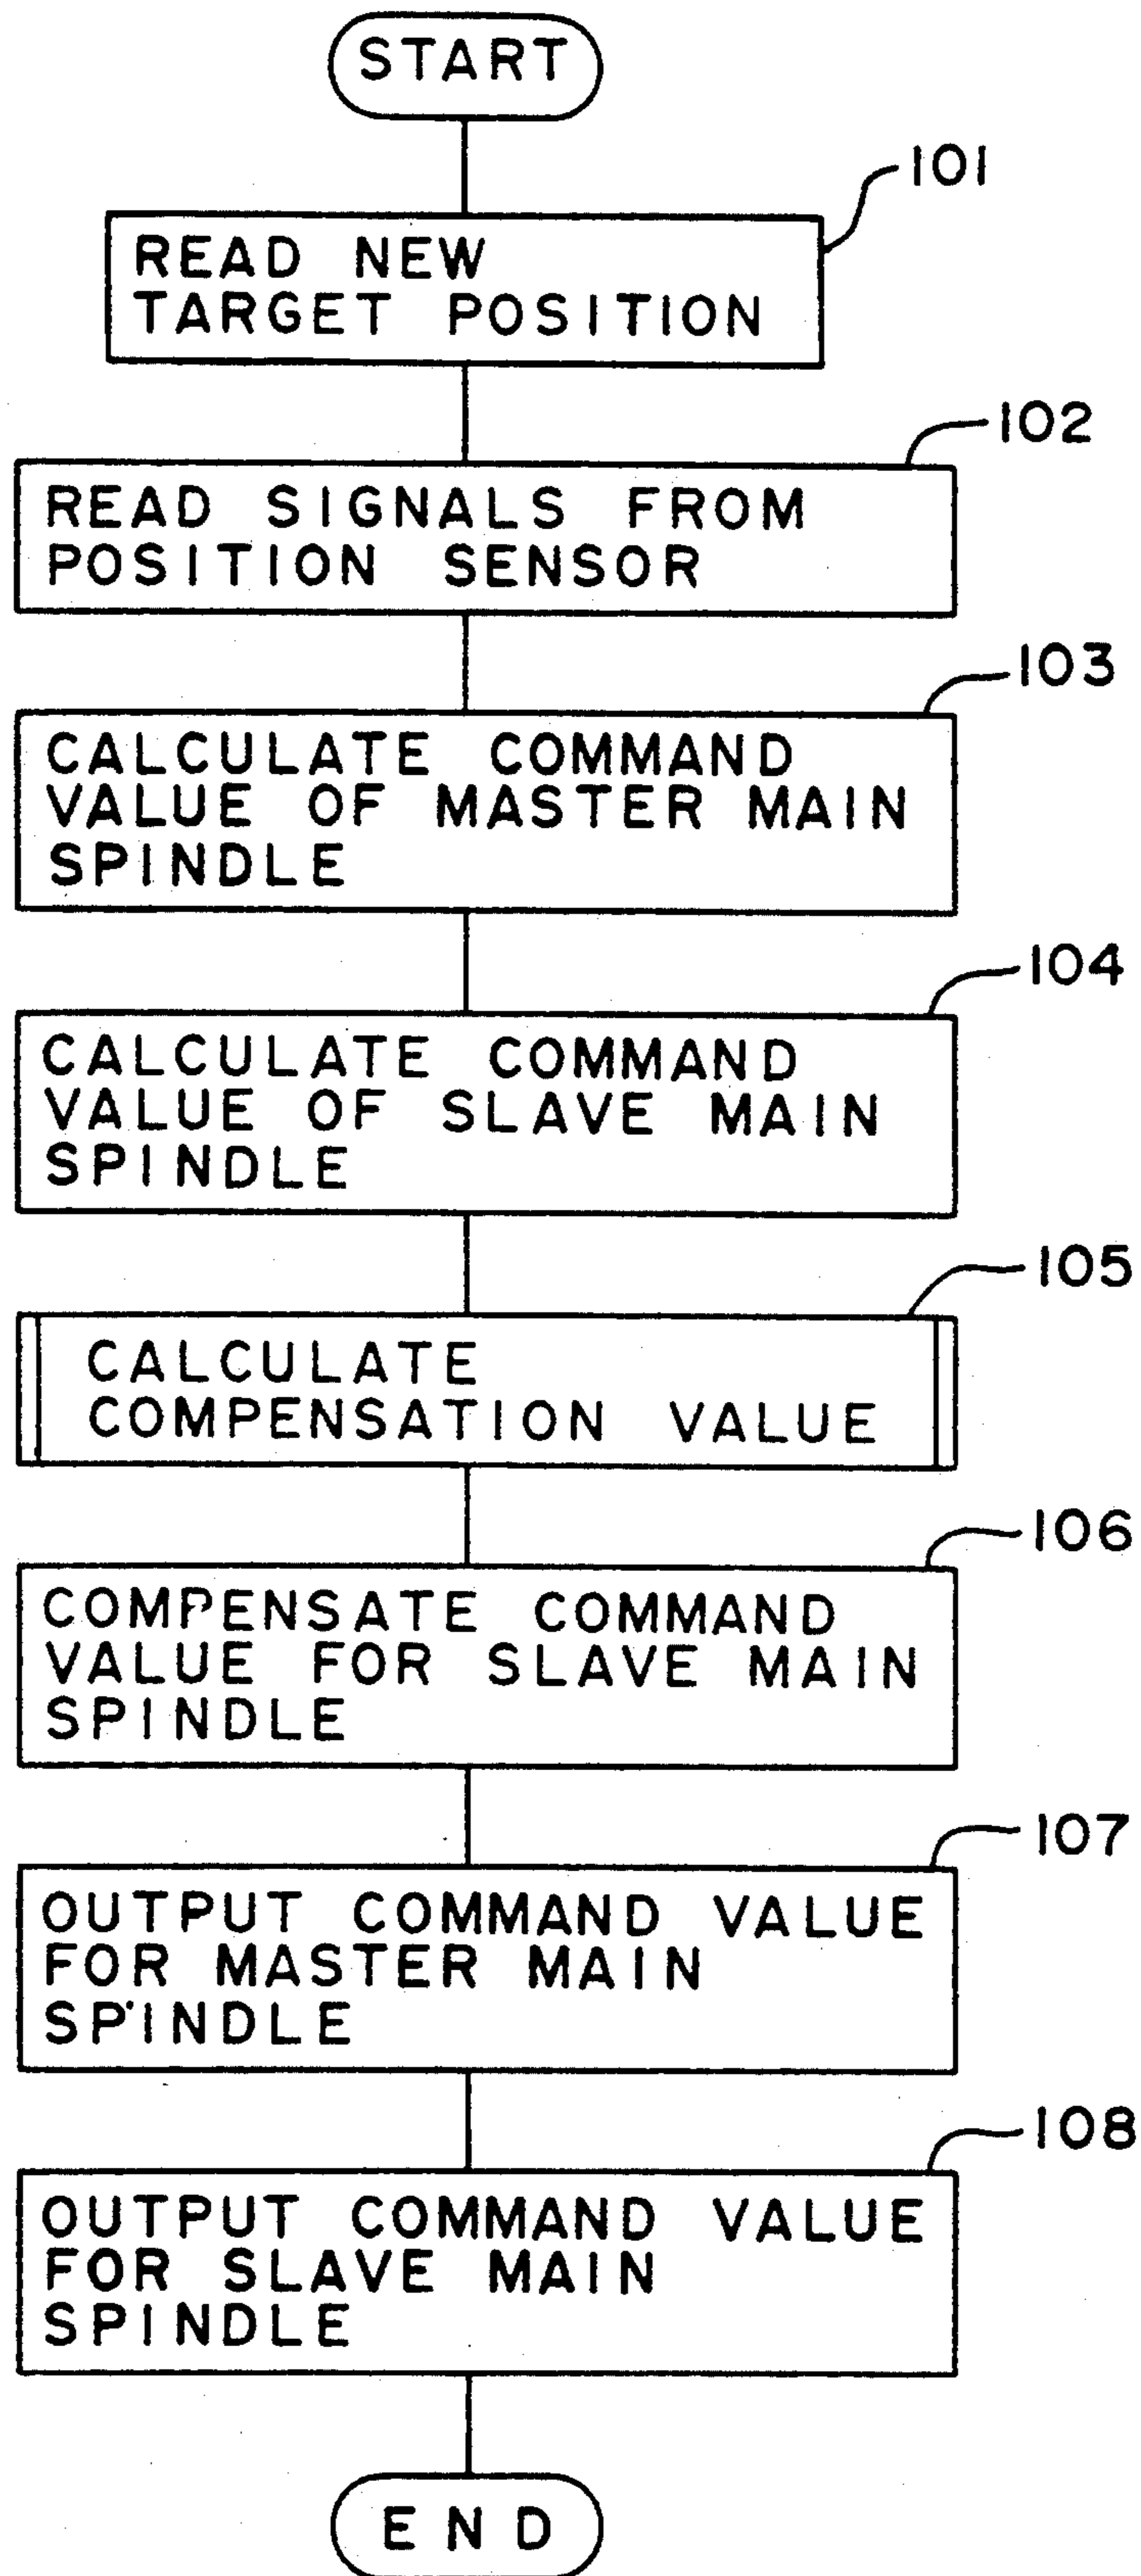 START
101
READ NEW
TARGET POSITION
102
READ SIGNALS FROM
POSITION SENSOR
103
CALCULATE COMMAND
VALUE OF MASTER MAIN
SPINDLE
104
CALCULATE COMMAND
VALUE OF SLAVE MAIN
SPINDLE
105
CALCULATE
COMPENSATION VALUE
106
COMPENSATE COMMAND
VALUE FOR SLAVE MAIN
SPINDLE
107
OUTPUT COMMAND VALUE
FOR MASTER MAIN
SPINDLE
108
OUTPUT COMMAND VALUE
FOR SLAVE MAIN
SPINDLE
END